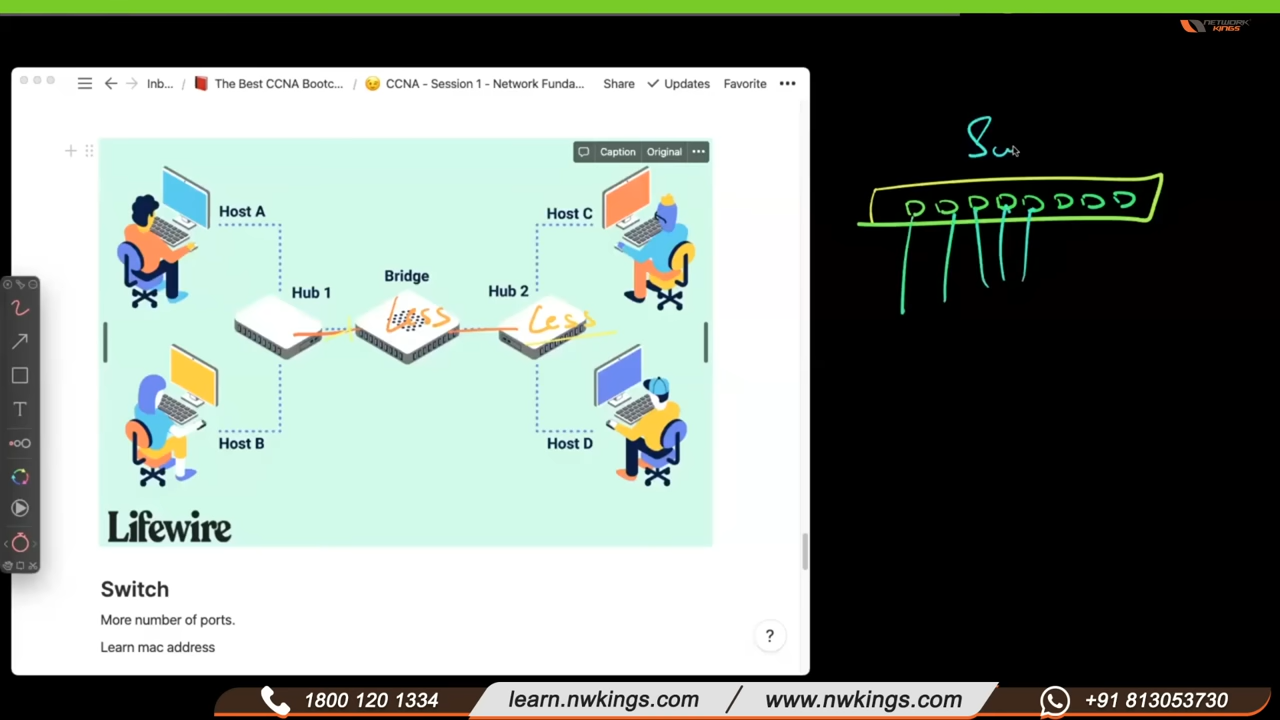 NETWORK
KINGS
Inb... / The Best CCNA Bootc... / CCNA - Session 1 - Network Funda... Share Updates Favorite
Caption Original
Host A
Host C
Bridge
Hub 1
Hub 2
Less
Less
Host B
Host D
Lifewire
Switch
More number of ports.
Learn mac address
?
Sw
1800 120 1334 learn.nwkings.com / www.nwkings.com +91 813053730